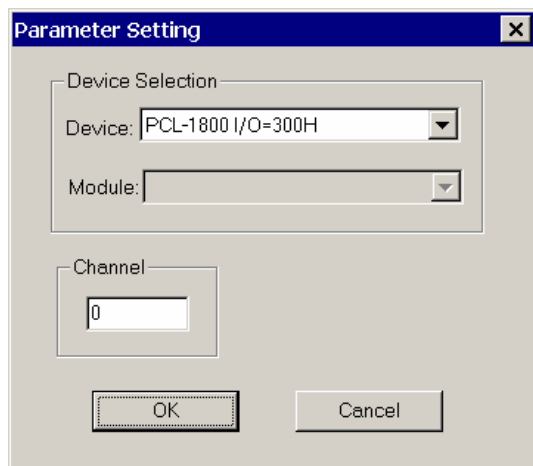 Parameter Setting
Device Selection
Device: PCL-1800 I/O=300H
Module:
Channel
0
OK Cancel